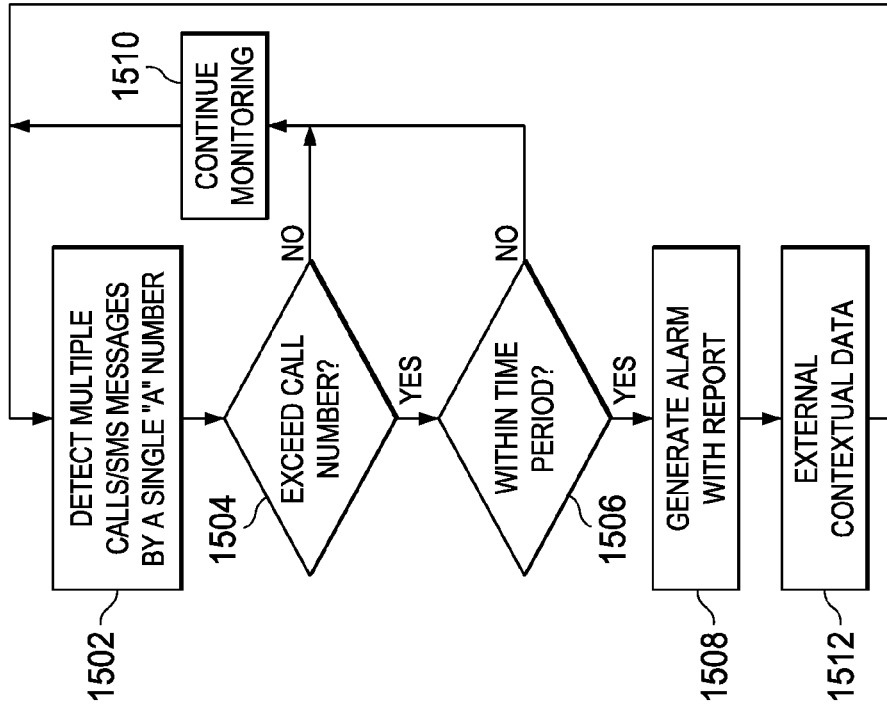 DETECT MULTIPLE
CALLS/SMS MESSAGES
BY A SINGLE "A" NUMBER
1502
EXCEED CALL
NUMBER?
1504
NO
YES
CONTINUE
MONITORING
1510
WITHIN TIME
PERIOD?
1506
NO
YES
GENERATE ALARM
WITH REPORT
1508
EXTERNAL
CONTEXTUAL DATA
1512